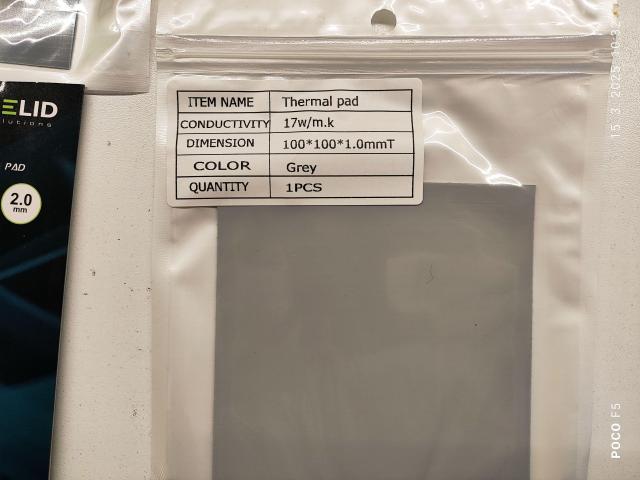 ELID
lutions
PAD
2.0
mm
ITEM NAME Thermal pad
CONDUCTIVITY 17w/m.k
DIMENSION 100*100*1.0mmT
COLOR Grey
QUANTITY 1PCS
POCO F5